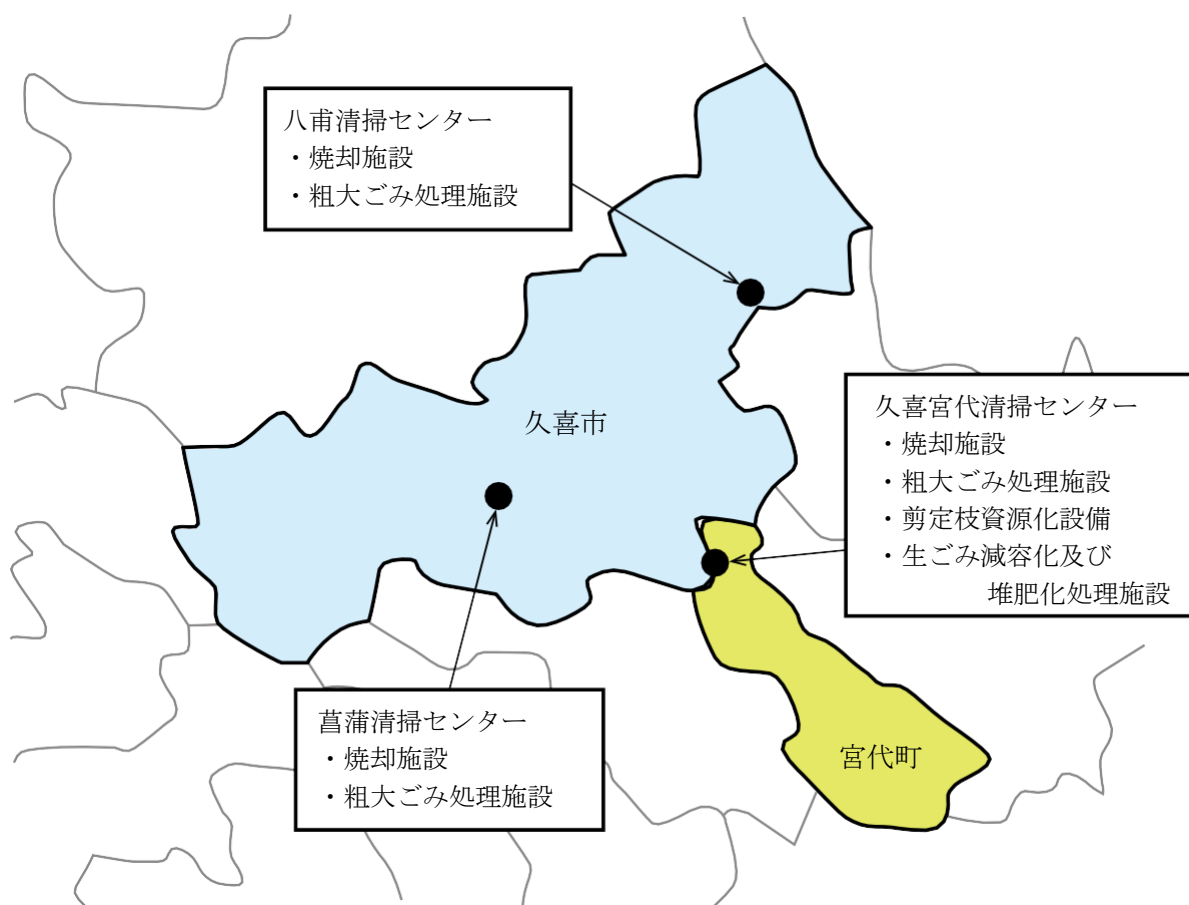 八甫清掃センター
・焼却施設
・粗大ごみ処理施設
久喜市
久喜宮代清掃センター
・焼却施設
・粗大ごみ処理施設
・剪定枝資源化設備
・生ごみ減容化及び
堆肥化処理施設
菖蒲清掃センター
・焼却施設
・粗大ごみ処理施設
宮代町